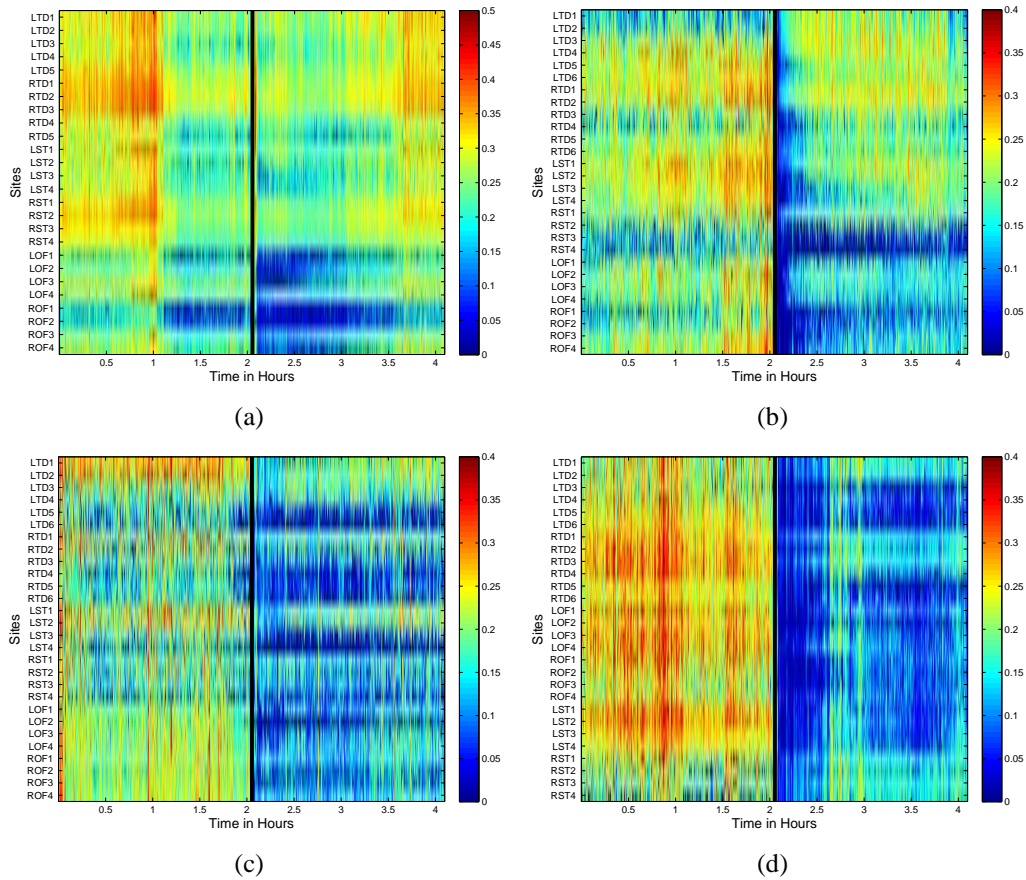 LTD1
LTD2
LTD3
LTD4
LTD5
RTD1
RTD2
RTD3
RTD4
RTD5
LST1
LST2
LST3
LST4
RST1
RST2
RST3
RST4
LOF1
LOF2
LOF3
LOF4
ROF1
ROF2
ROF3
ROF4
Sites
0.5 1 1.5 2 2.5 3 3.5 4
Time in Hours
0.5
0.45
0.4
0.35
0.3
0.25
0.2
0.15
0.1
0.05
0
(a)
LTD1
LTD2
LTD3
LTD4
LTD5
LTD6
RTD1
RTD2
RTD3
RTD4
RTD5
RTD6
LST1
LST2
LST3
LST4
RST1
RST2
RST3
RST4
LOF1
LOF2
LOF3
LOF4
ROF1
ROF2
ROF3
ROF4
Sites
0.5 1 1.5 2 2.5 3 3.5 4
Time in Hours
0.4
0.35
0.3
0.25
0.2
0.15
0.1
0.05
0
(b)
LTD1
LTD2
LTD3
LTD4
LTD5
LTD6
RTD1
RTD2
RTD3
RTD4
RTD5
RTD6
LST1
LST2
LST3
LST4
RST1
RST2
RST3
RST4
LOF1
LOF2
LOF3
LOF4
ROF1
ROF2
ROF3
ROF4
Sites
0.5 1 1.5 2 2.5 3 3.5 4
Time in Hours
0.4
0.35
0.3
0.25
0.2
0.15
0.1
0.05
0
(c)
LTD1
LTD2
LTD3
LTD4
LTD5
LTD6
RTD1
RTD2
RTD3
RTD4
RTD5
RTD6
LOF1
LOF2
LOF3
LOF4
ROF1
ROF2
ROF3
ROF4
LST1
LST2
LST3
LST4
RST1
RST2
RST3
RST4
Sites
0.5 1 1.5 2 2.5 3 3.5 4
Time in Hours
0.4
0.35
0.3
0.25
0.2
0.15
0.1
0.05
0
(d)